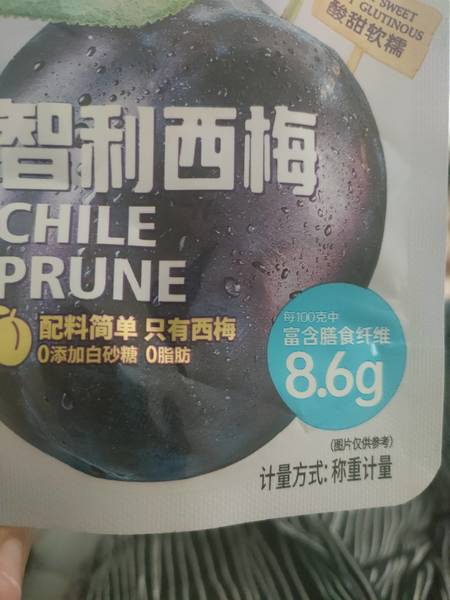 SWEET
GLUTINOUS
酸甜软糯
智利西梅
CHILE
PRUNE
配料简单 只有西梅
0添加白砂糖 0脂肪
每100克中
富含膳食纤维
8.6g
(图片仅供参考)
计量方式: 称重计量